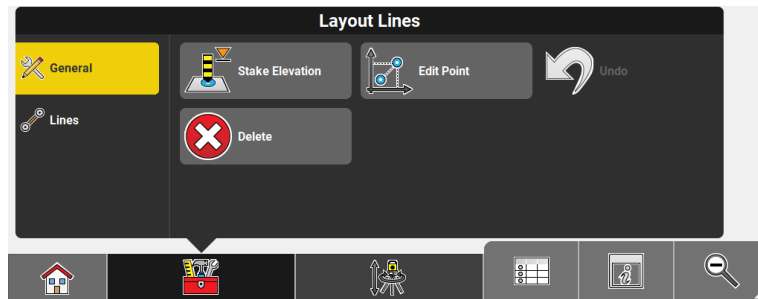 Layout Lines
General
Stake Elevation
Edit Point
Undo
Lines
Delete